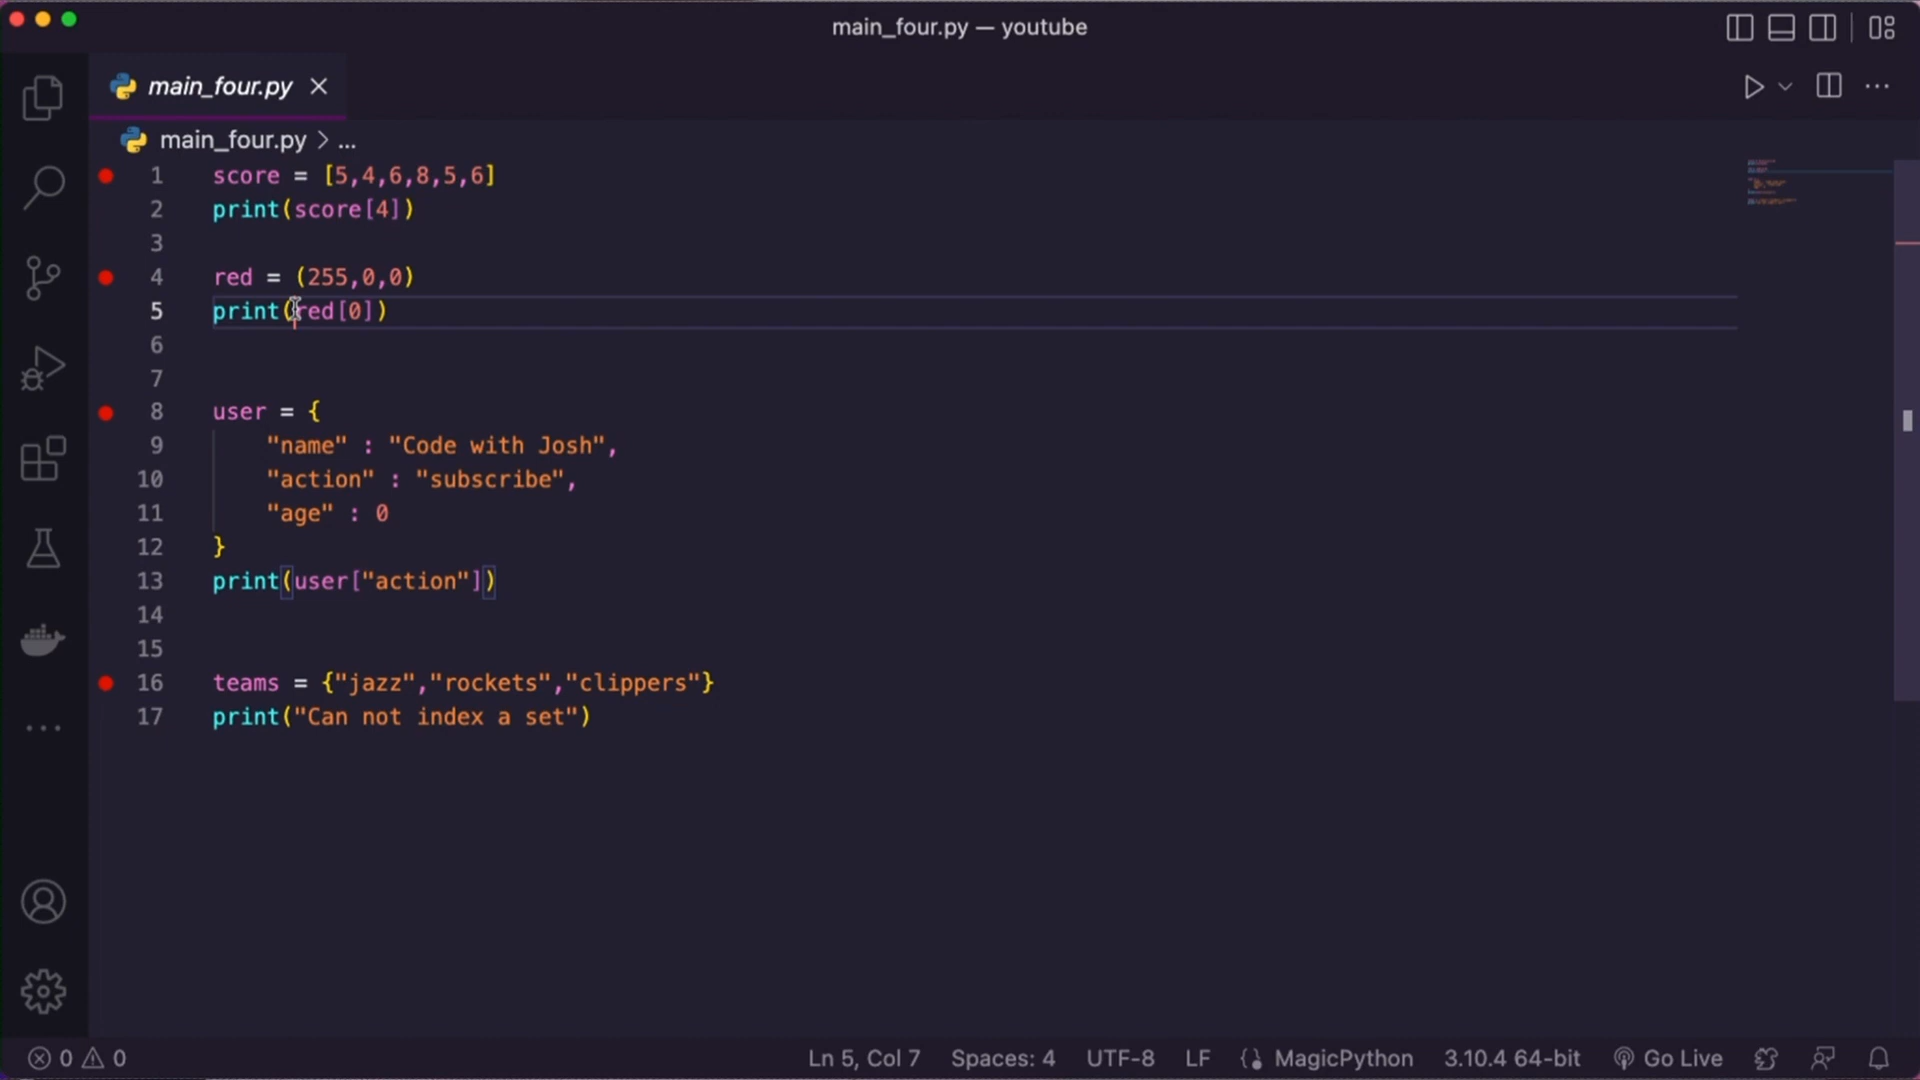 main_four.py — youtube
main_four.py
main_four.py > ...
1 score = [5,4,6,8,5,6]
2 print(score[4])
3
4 red = (255,0,0)
5 print(red[0])
6
7
8 user = {
9 "name" : "Code with Josh",
10 "action" : "subscribe",
11 "age" : 0
12 }
13 print(user["action"])
14
15
16 teams = {"jazz","rockets","clippers"}
17 print("Can not index a set")
0 0 Ln 5, Col 7 Spaces: 4 UTF-8 LF MagicPython 3.10.4 64-bit Go Live